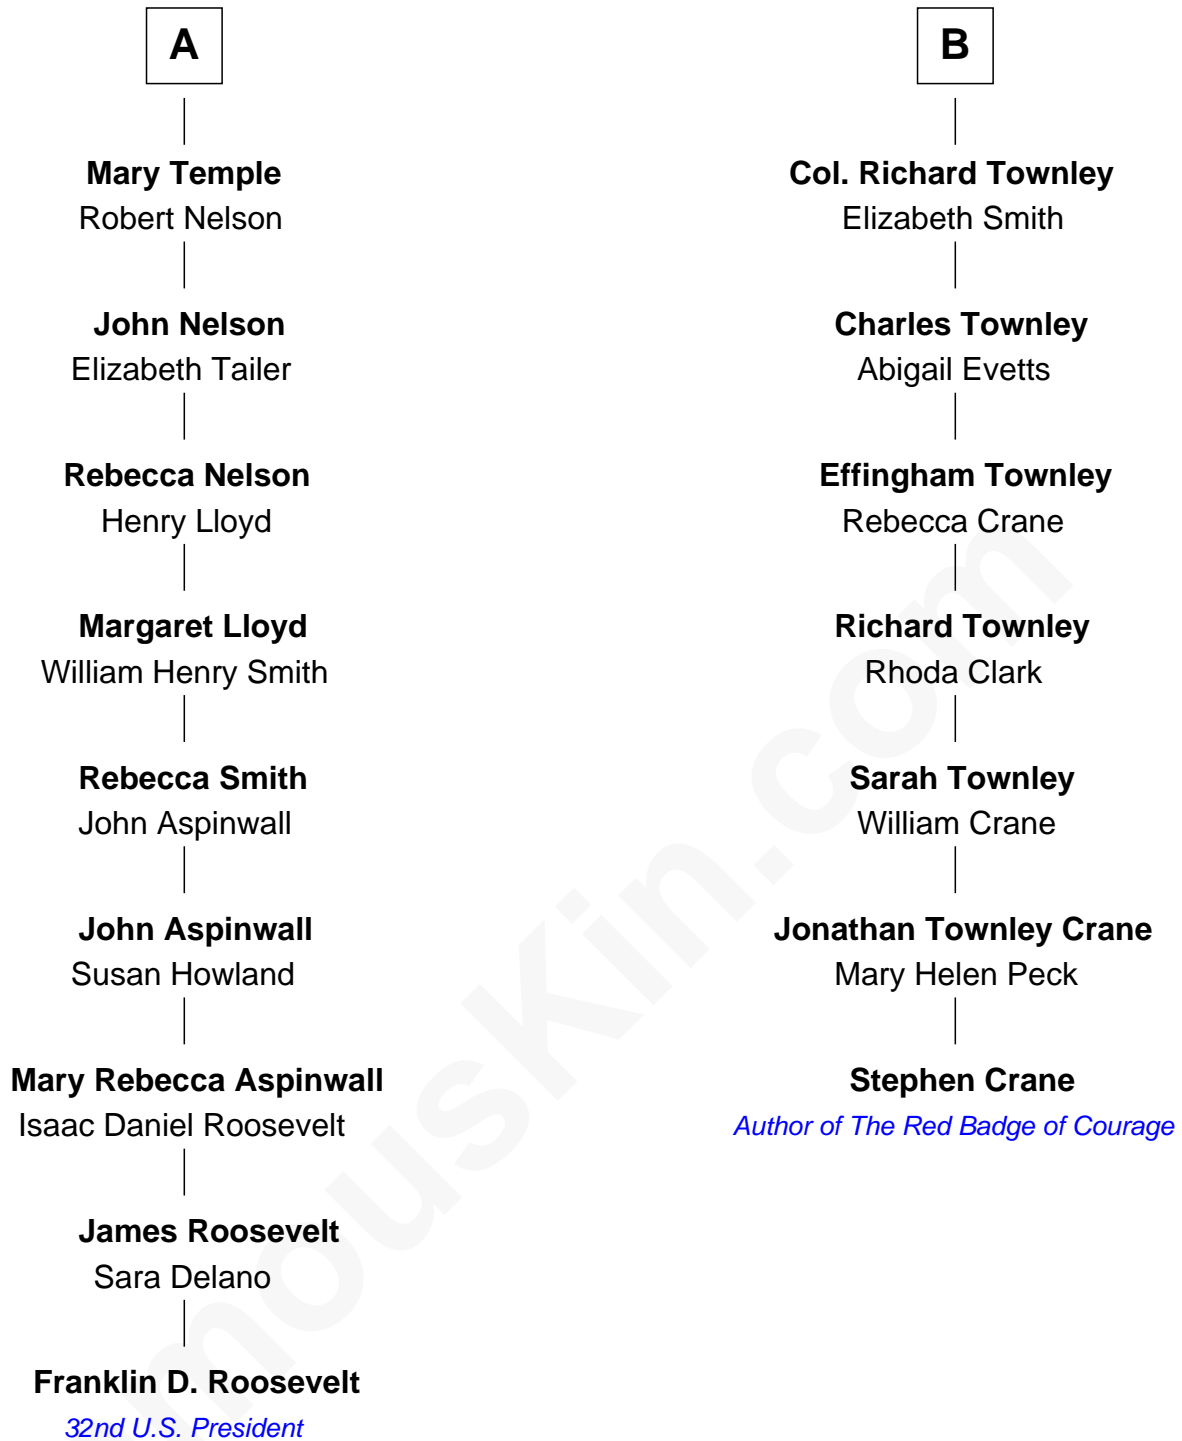 A
Mary Temple
Robert Nelson
John Nelson
Elizabeth Tailer
Rebecca Nelson
Henry Lloyd
Margaret Lloyd
William Henry Smith
Rebecca Smith
John Aspinwall
John Aspinwall
Susan Howland
Mary Rebecca Aspinwall
Isaac Daniel Roosevelt
James Roosevelt
Sara Delano
Franklin D. Roosevelt
32nd U.S. President
B
Col. Richard Townley
Elizabeth Smith
Charles Townley
Abigail Evetts
Effingham Townley
Rebecca Crane
Richard Townley
Rhoda Clark
Sarah Townley
William Crane
Jonathan Townley Crane
Mary Helen Peck
Stephen Crane
Author of The Red Badge of Courage
mouskin.com